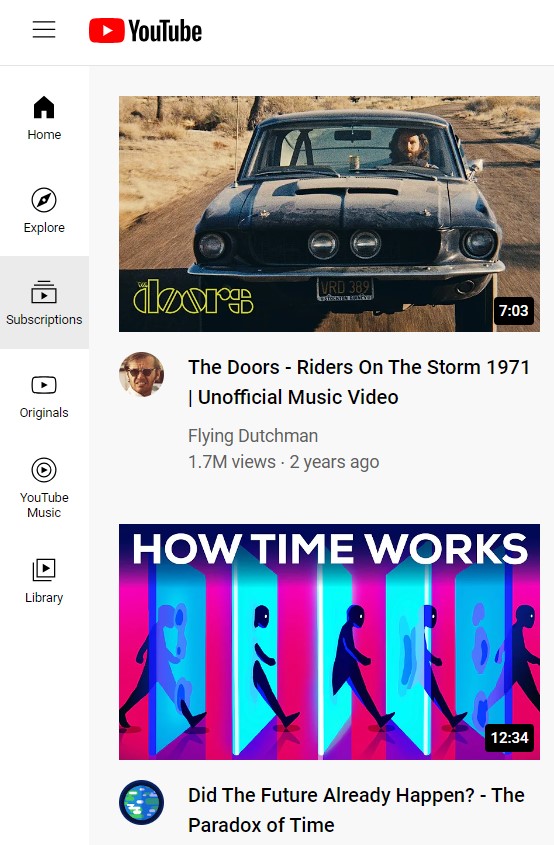 YouTube
Home
Explore
Subscriptions
Originals
YouTube
Music
Library
the doors
VRD 389
7:03
The Doors - Riders On The Storm 1971
| Unofficial Music Video
Flying Dutchman
1.7M views · 2 years ago
HOW TIME WORKS
12:34
Did The Future Already Happen? - The
Paradox of Time